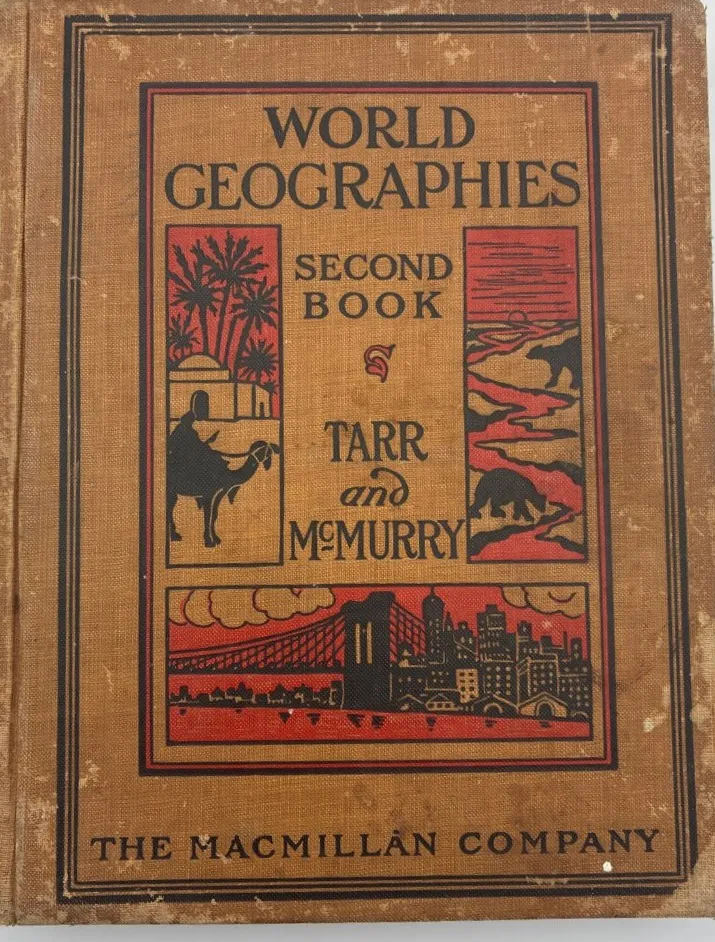 WORLD
GEOGRAPHIES
SECOND
BOOK
TARR
and
McMURRY
THE MACMILLAN COMPANY